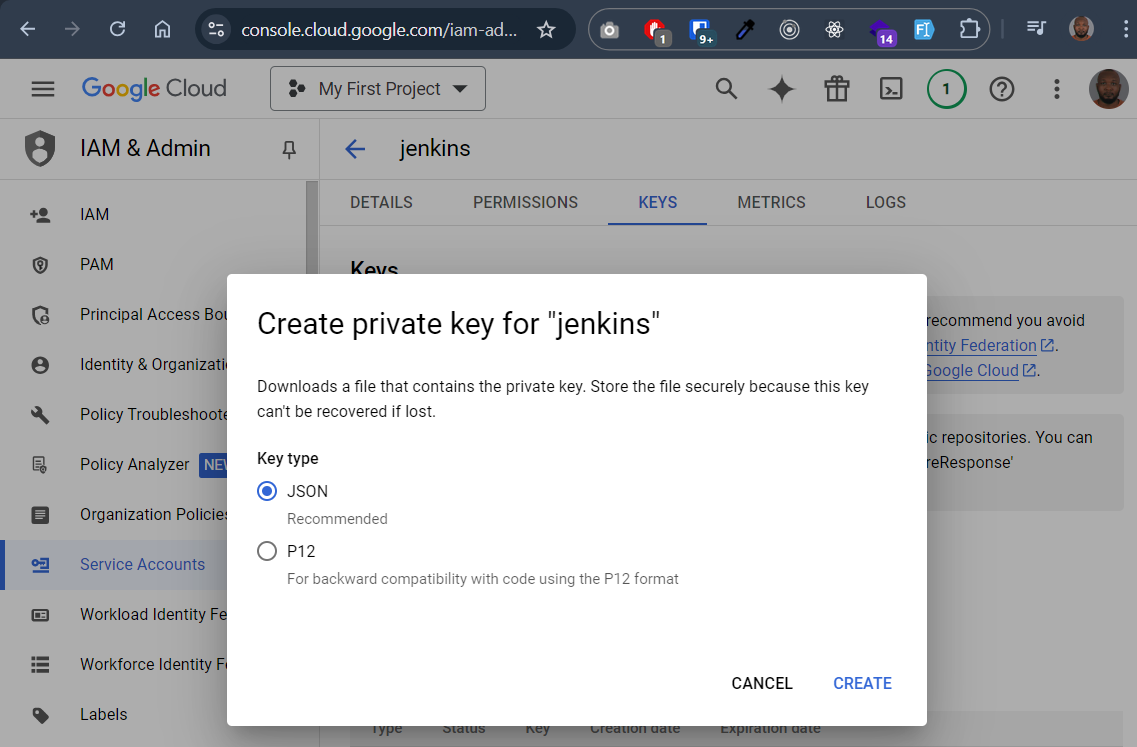 console.cloud.google.com/iam-ad...
1
9+
14
Google Cloud
My First Project
1
IAM & Admin
jenkins
DETAILS
PERMISSIONS
KEYS
METRICS
LOGS
IAM
PAM
Principal Access Bou
Identity & Organizati
Policy Troubleshoote
Policy Analyzer
NEW
Organization Policies
Service Accounts
Workload Identity Fe
Workforce Identity F
Labels
Keys
recommend you avoid
ntity Federation.
Google Cloud.
ic repositories. You can
reResponse'
Create private key for "jenkins"
Downloads a file that contains the private key. Store the file securely because this key
can't be recovered if lost.
Key type
JSON
Recommended
P12
For backward compatibility with code using the P12 format
CANCEL
CREATE
Type
Status
Key
Creation date
Expiration date